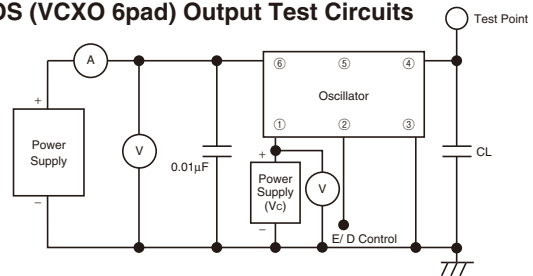 OS (VCXO 6pad) Output Test Circuits
Test Point
A
⑥ ⑤ ④
Oscillator
① ② ③
+
Power
Supply
−
V
0.01μF
+
Power
Supply
(Vc)
−
V
E/ D Control
CL